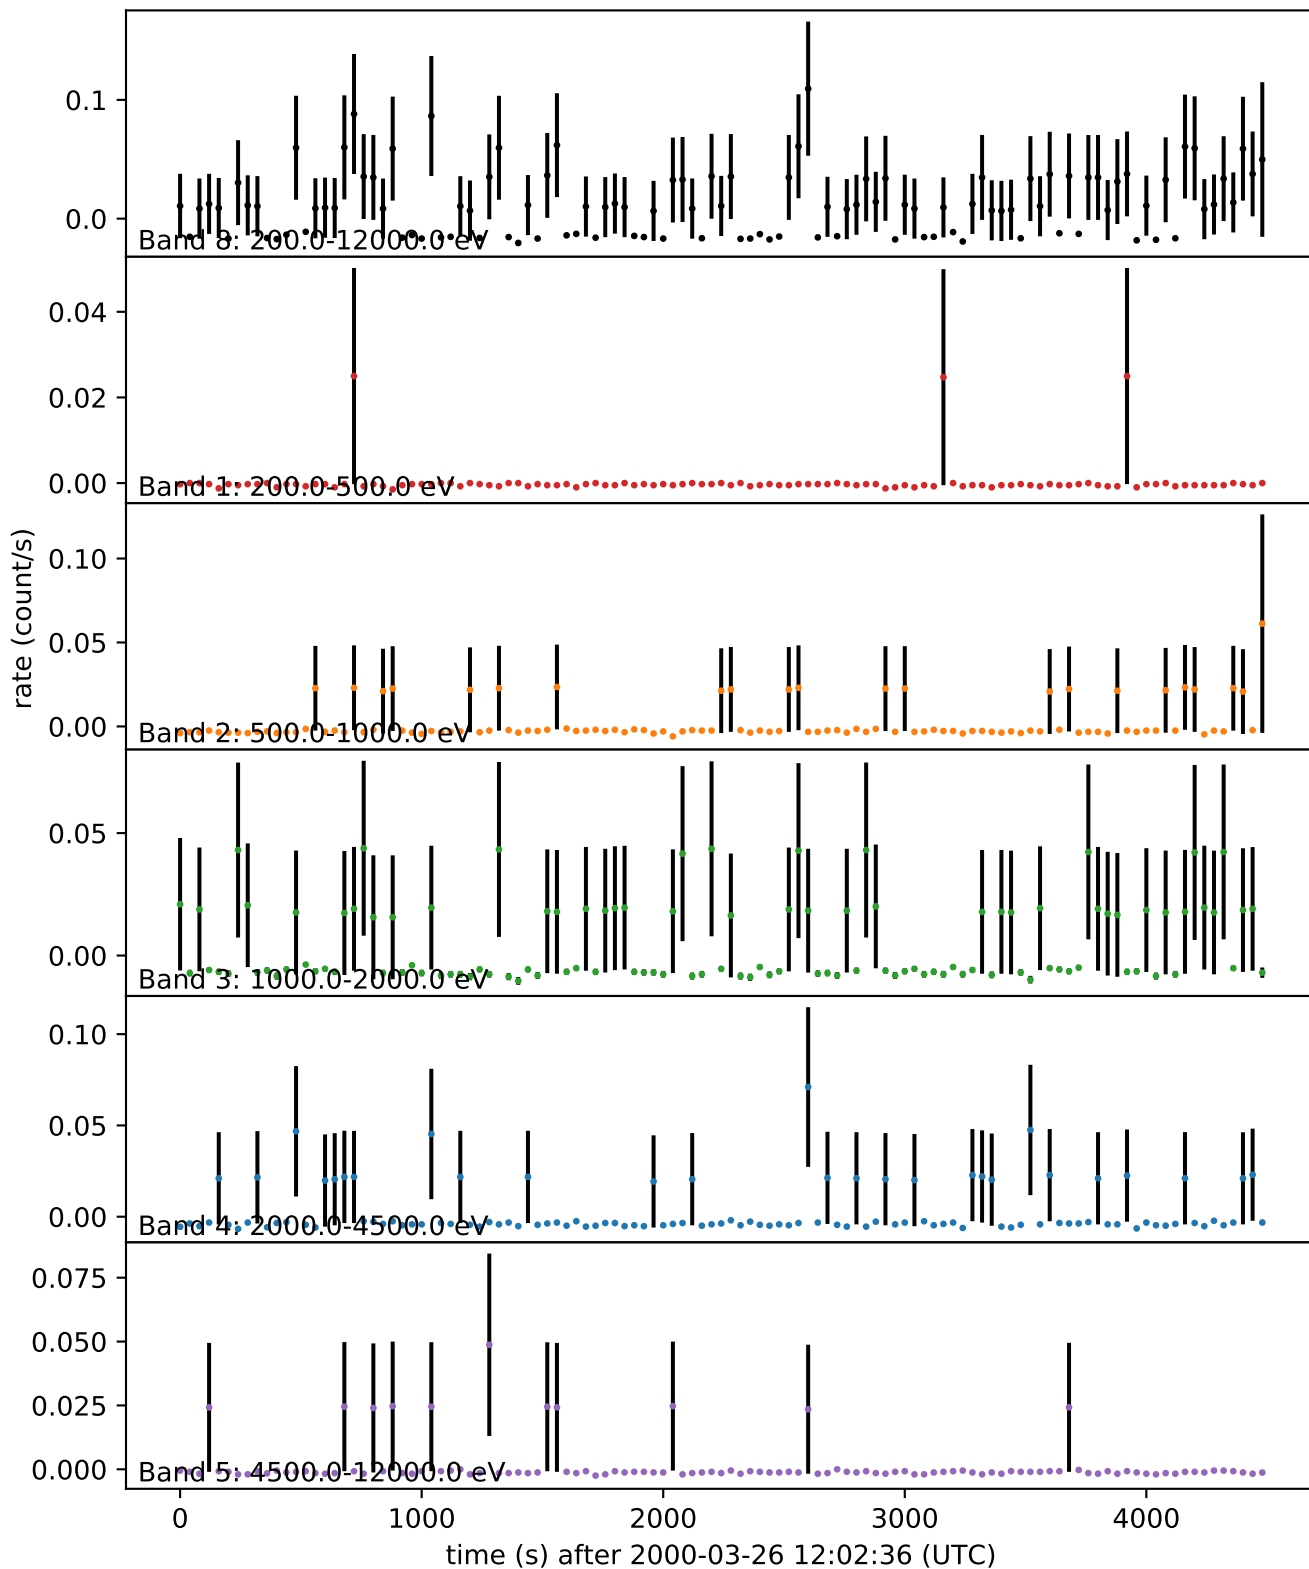 0.1
0.0
Band 8: 200.0-12000.0 eV
0.04
0.02
0.00
Band 1: 200.0-500.0 eV
rate (count/s)
0.10
0.05
0.00
Band 2: 500.0-1000.0 eV
0.05
0.00
Band 3: 1000.0-2000.0 eV
0.10
0.05
0.00
Band 4: 2000.0-4500.0 eV
0.075
0.050
0.025
0.000
Band 5: 4500.0-12000.0 eV
0 1000 2000 3000 4000
time (s) after 2000-03-26 12:02:36 (UTC)